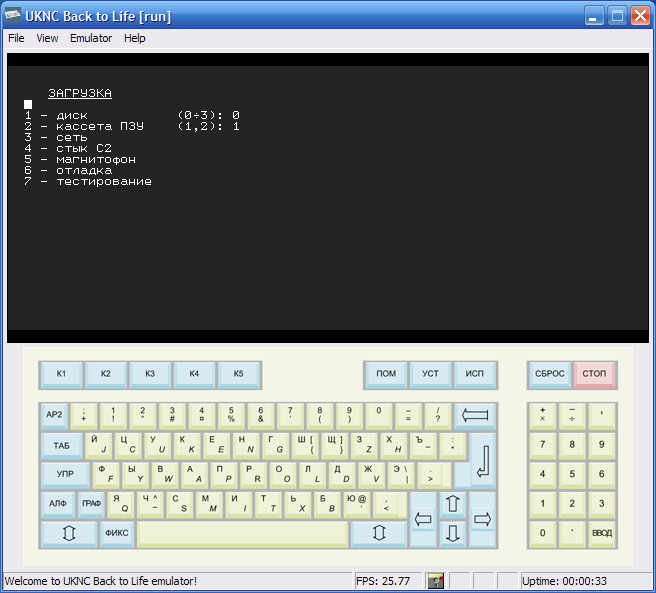 UKNC Back to Life [run]
File View Emulator Help
ЗАГРУЗКА
1 - диск (0÷3): 0
2 - кассета ПЗУ (1,2): 1
3 - сеть
4 - стык С2
5 - магнитофон
6 - отладка
7 - тестирование
К1 К2 К3 К4 К5 ПОМ УСТ ИСП СБРОС СТОП
АР2 ; + 1 ! 2 " 3 # 4 ¤ 5 % 6 & 7 ' 8 ( 9 ) 0 – = / ? + × – ÷ ,
ТАБ Й J Ц C У U К K Е E Н N Г G Ш [ { Щ ] } З Z Х H Ъ – : * 7 8 9
УПР Ф F Ы Y В W А A П P Р R О O Л L Д D Ж V Э \ | . > 4 5 6
АЛФ ГРАФ Я Q Ч ^ ¬ С S М M И I Т T Ь X Б B Ю @ ' , < 1 2 3
ФИКС 0 . ВВОД
Welcome to UKNC Back to Life emulator! FPS: 25.77 Uptime: 00:00:33